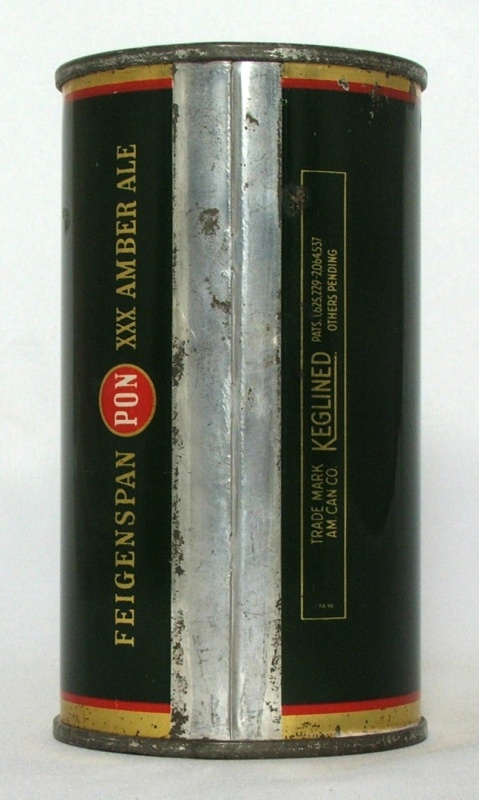 FEIGENSPAN PON XXX AMBER ALE
TRADE MARK
AM. CAN CO.
KEGLINED
PATS. 1,625,229-2,064,537
OTHERS PENDING